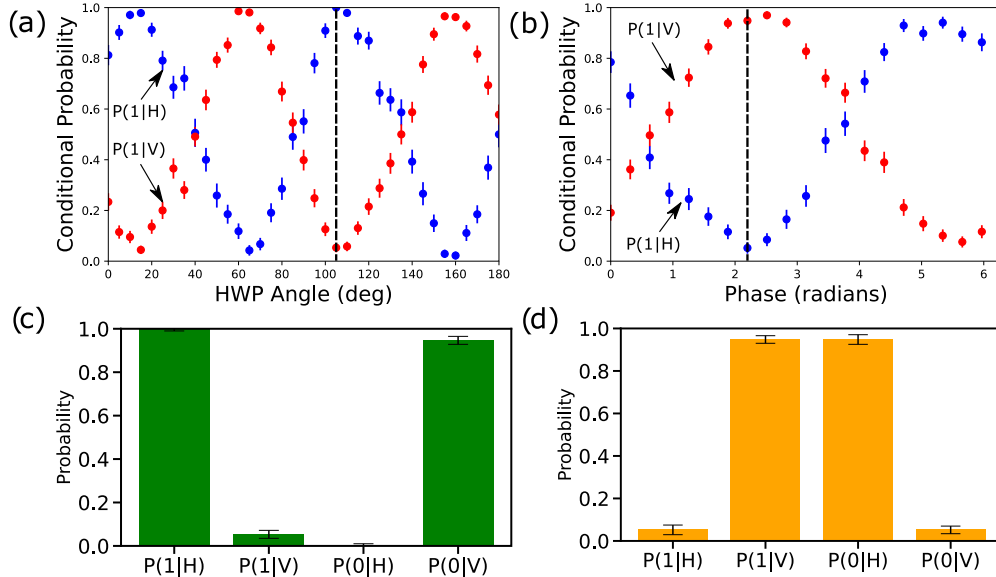 (a)
Conditional Probability
1.0
0.8
0.6
0.4
0.2
0.0
P(1|H)
P(1|V)
0 20 40 60 80 100 120 140 160 180
HWP Angle (deg)
(b)
Conditional Probability
1.0
0.8
0.6
0.4
0.2
0.0
P(1|V)
P(1|H)
0 1 2 3 4 5 6
Phase (radians)
(c)
Probability
1.0
0.8
0.6
0.4
0.2
0.0
P(1|H) P(1|V) P(0|H) P(0|V)
(d)
Probability
1.0
0.8
0.6
0.4
0.2
0.0
P(1|H) P(1|V) P(0|H) P(0|V)